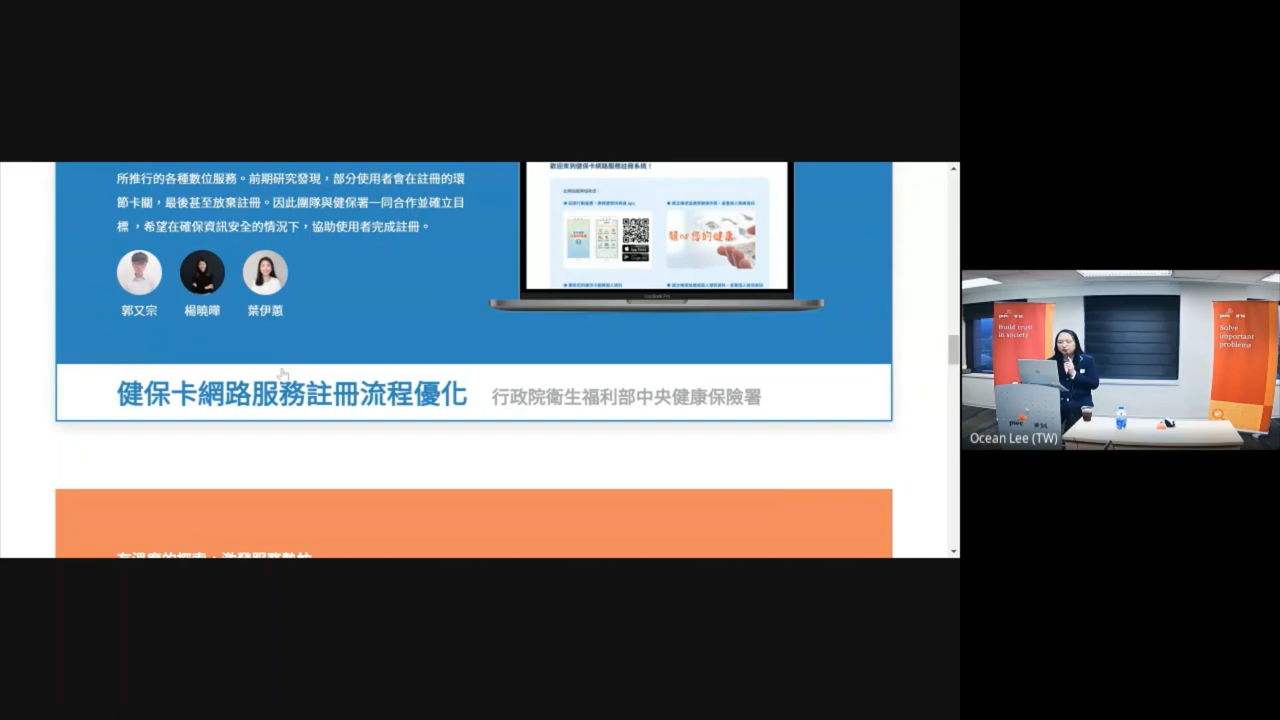 所推行的各種數位服務。前期研究發現，部分使用者會在註冊的環
節卡關，最後甚至放棄註冊。因此團隊與健保署一同合作並確立目
標，希望在確保資訊安全的情況下，協助使用者完成註冊。
郭又宗 楊曉曄 葉伊蕙
歡迎來到健保卡網路服務註冊系統！
MacBook Pro
健保卡網路服務註冊流程優化 行政院衛生福利部中央健康保險署
Build trust
in society
Solve
important
problems
pwc
Ocean Lee (TW)